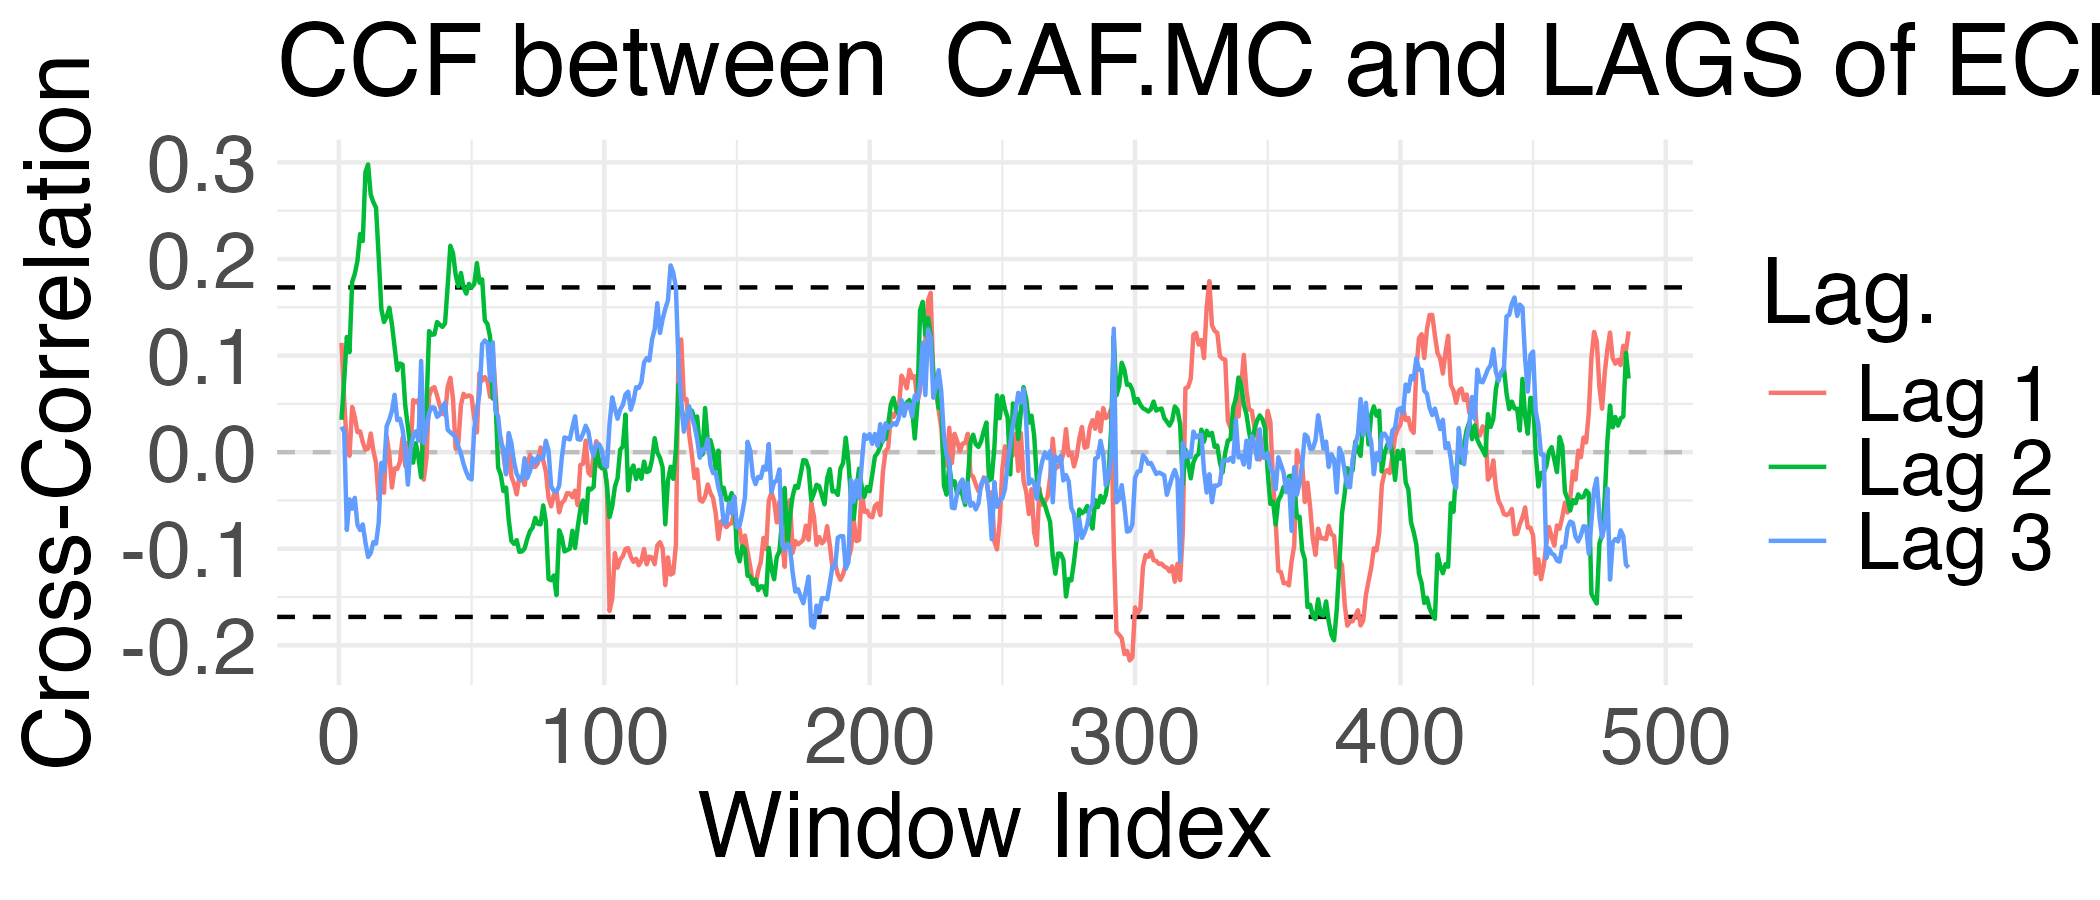 CCF between CAF.MC and LAGS of EC
Cross-Correlation
0.3
0.2
0.1
0.0
-0.1
-0.2
0 100 200 300 400 500
Window Index
Lag.
Lag 1
Lag 2
Lag 3